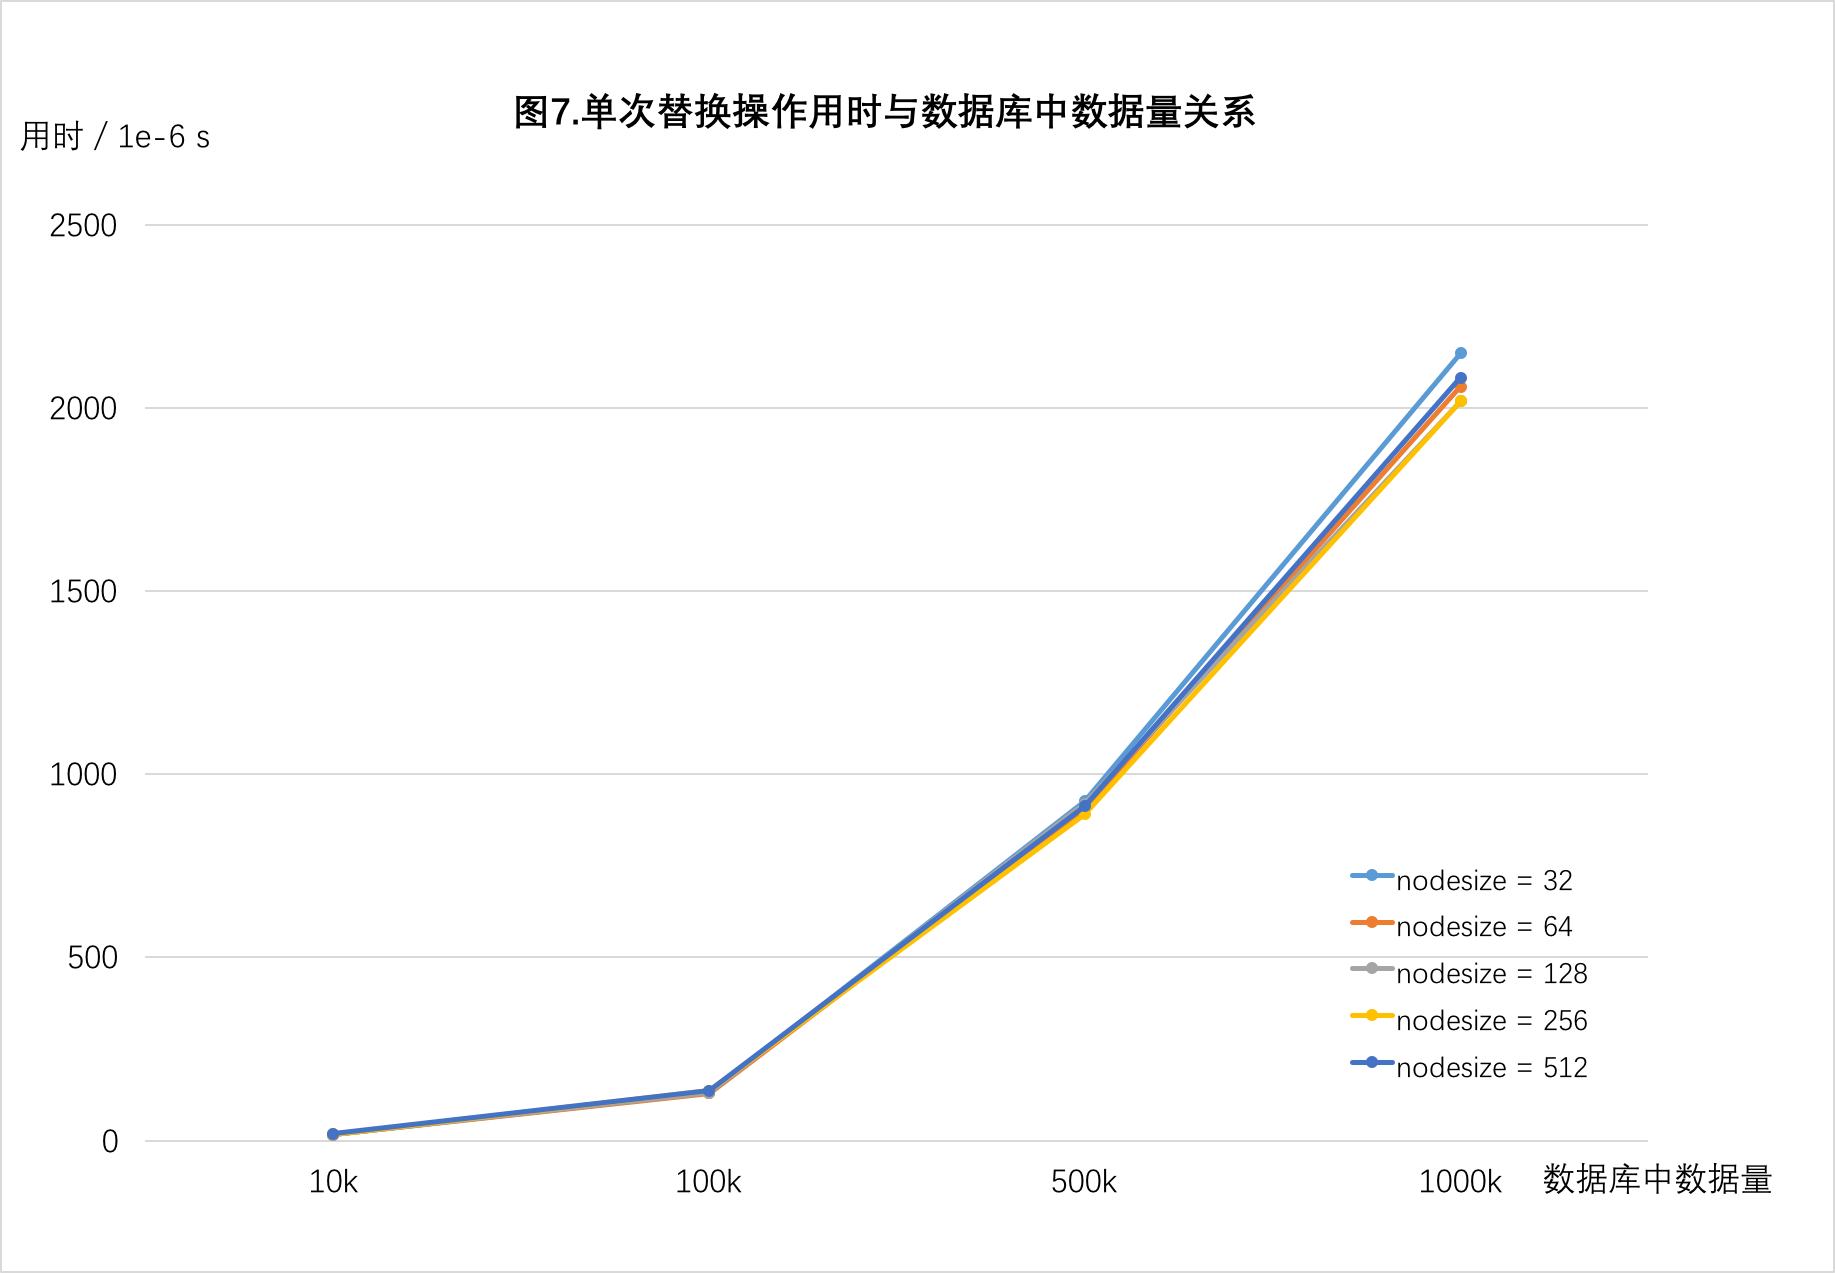 图7.单次替换操作用时与数据库中数据量关系
用时 / 1e-6 s
2500
2000
1500
1000
500
0
10k 100k 500k 1000k 数据库中数据量
nodesize = 32
nodesize = 64
nodesize = 128
nodesize = 256
nodesize = 512